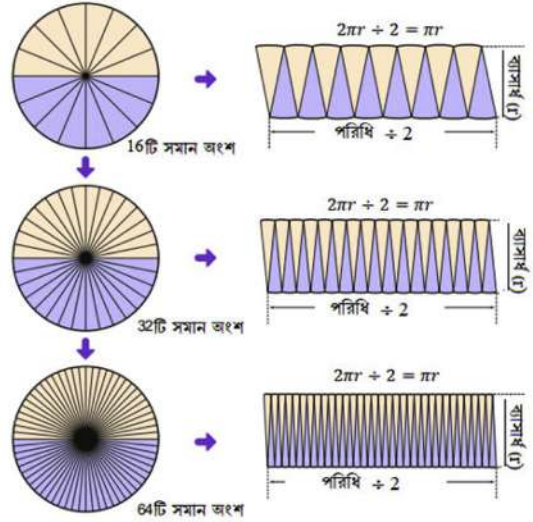 2πr ÷ 2 = πr
ব্যাসার্ধ (r)
16টি সমান অংশ
পরিধি ÷ 2
2πr ÷ 2 = πr
ব্যাসার্ধ (r)
32টি সমান অংশ
পরিধি ÷ 2
2πr ÷ 2 = πr
ব্যাসার্ধ (r)
64টি সমান অংশ
পরিধি ÷ 2